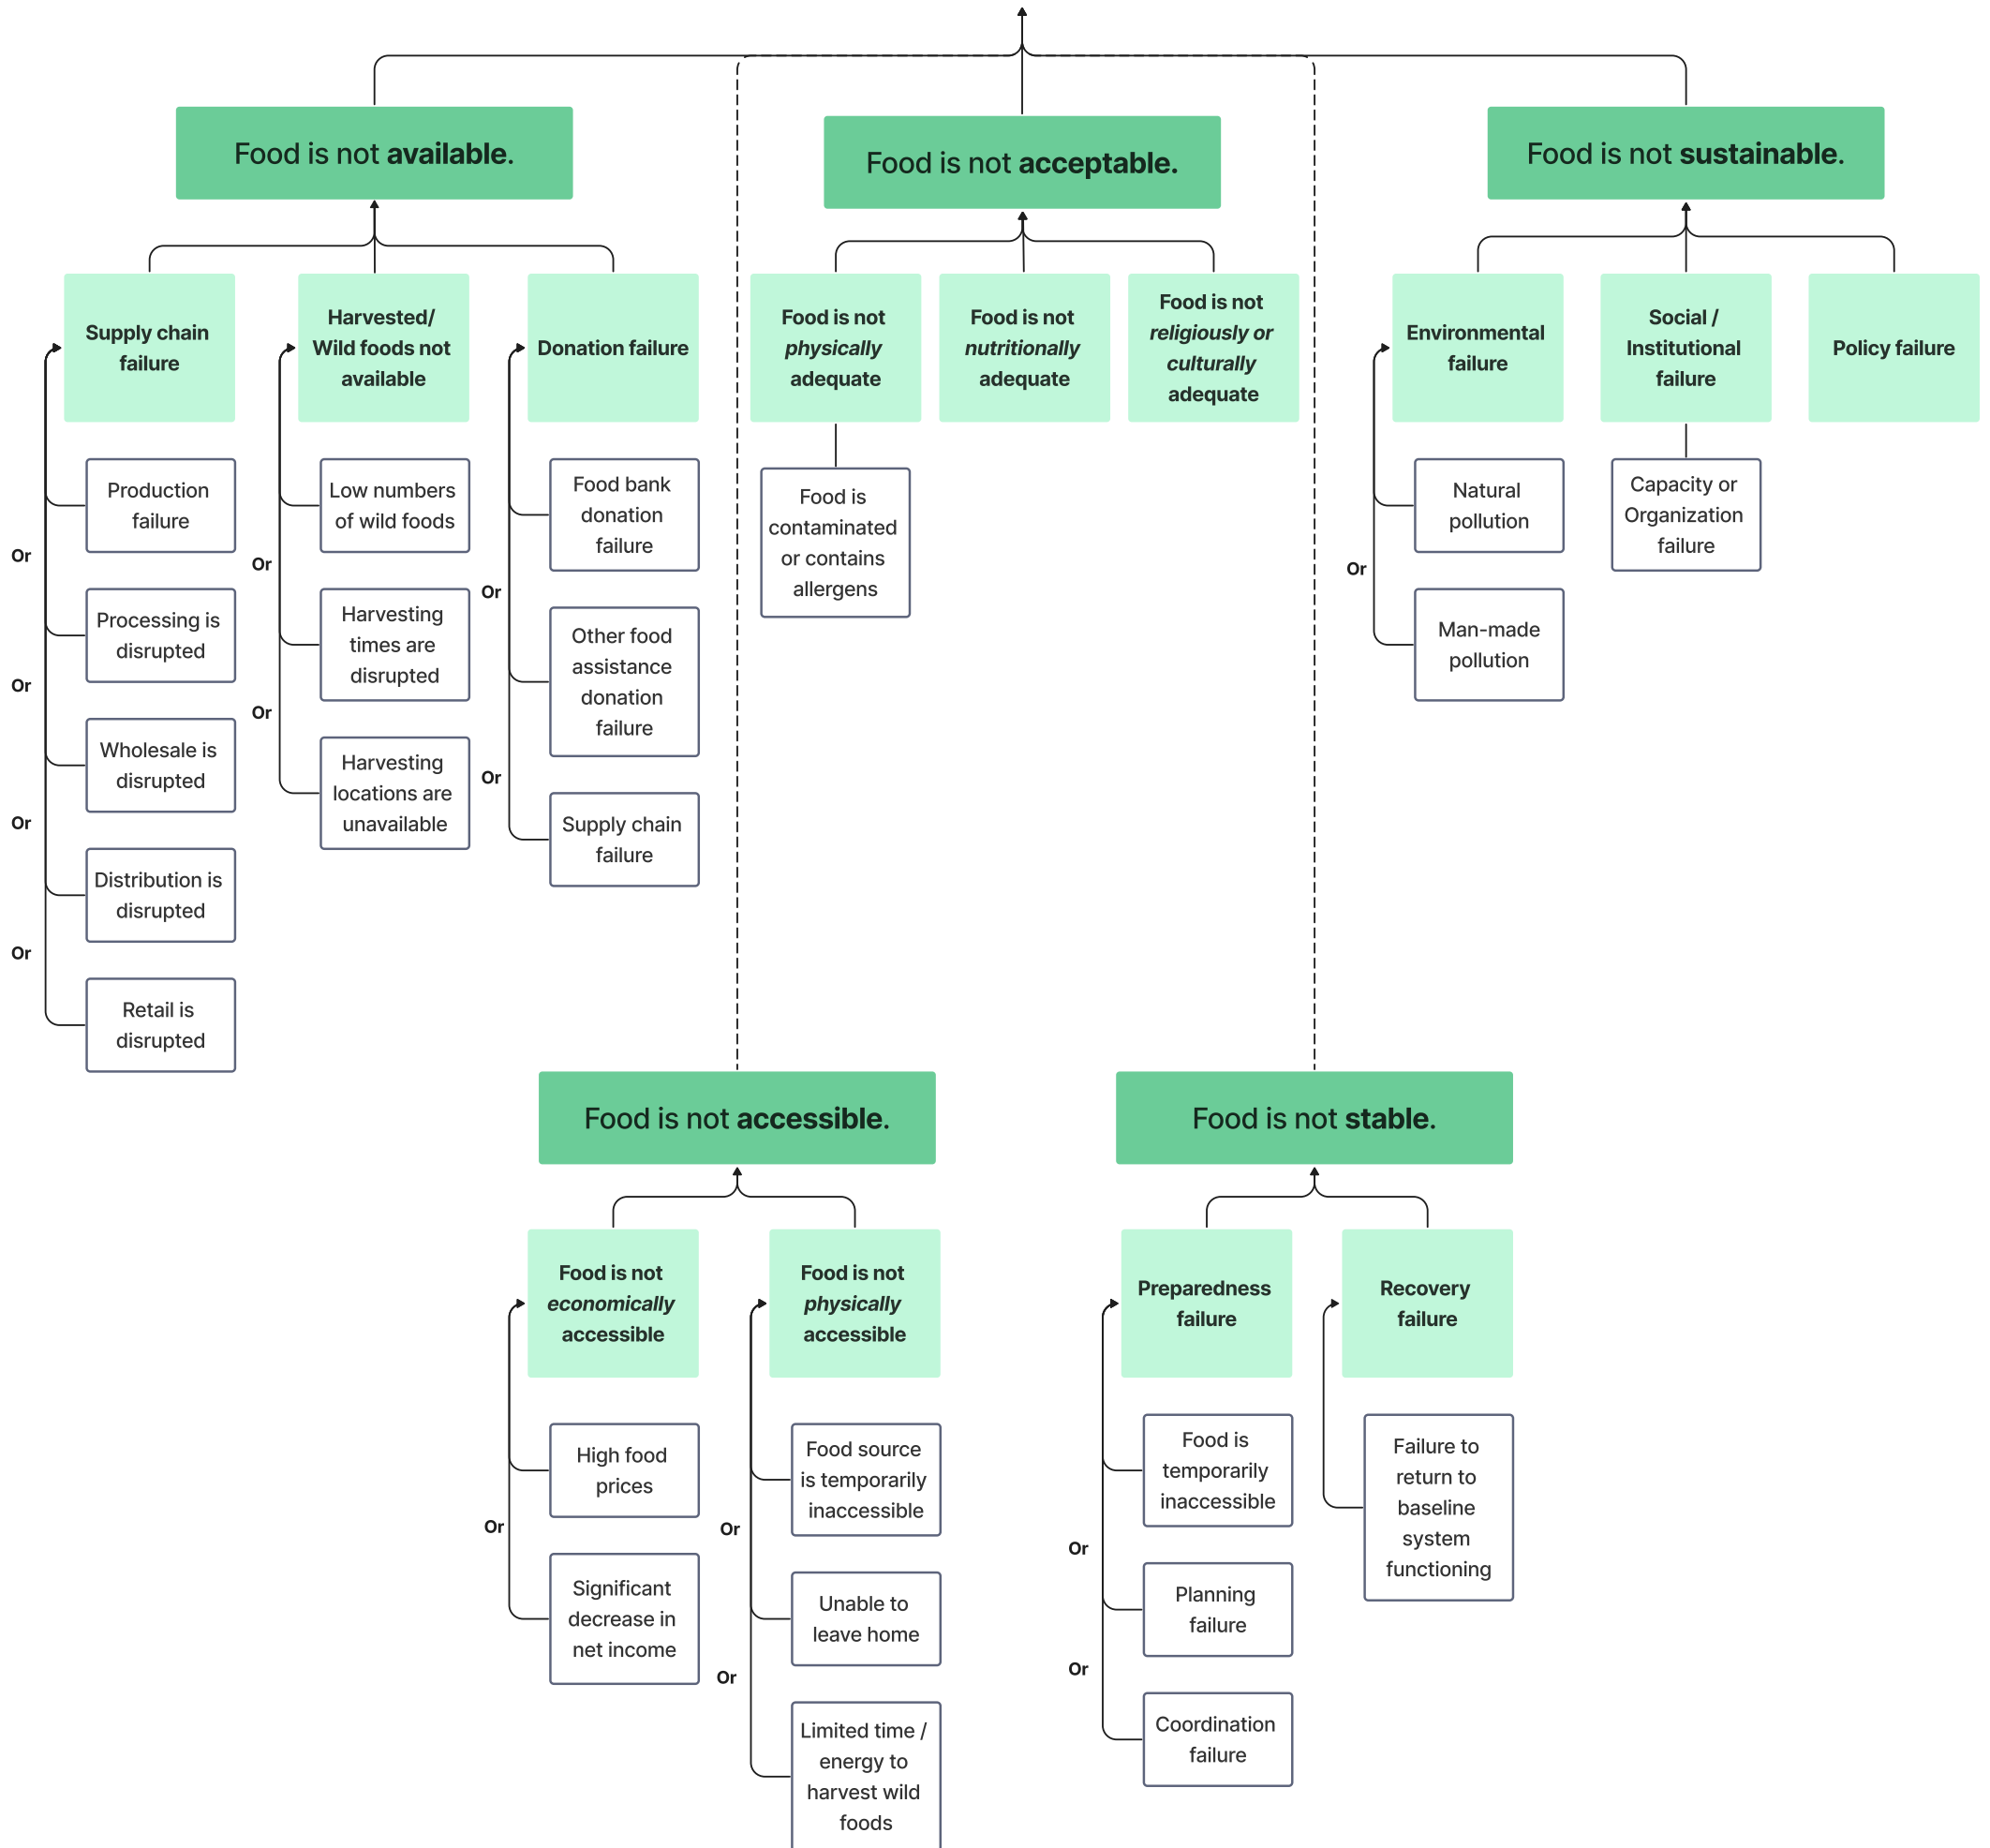 Food is not available.
Food is not acceptable.
Food is not sustainable.
Supply chain
failure
Harvested/
Wild foods not
available
Donation failure
Food is not
physically
adequate
Food is not
nutritionally
adequate
Food is not
religiously or
culturally
adequate
Environmental
failure
Social /
Institutional
failure
Policy failure
Production
failure
Or
Processing is
disrupted
Or
Wholesale is
disrupted
Or
Distribution is
disrupted
Or
Retail is
disrupted
Low numbers
of wild foods
Or
Harvesting
times are
disrupted
Or
Harvesting
locations are
unavailable
Food bank
donation
failure
Or
Other food
assistance
donation
failure
Or
Supply chain
failure
Food is
contaminated
or contains
allergens
Natural
pollution
Or
Man-made
pollution
Capacity or
Organization
failure
Food is not accessible.
Food is not stable.
Food is not
economically
accessible
Food is not
physically
accessible
Preparedness
failure
Recovery
failure
High food
prices
Or
Significant
decrease in
net income
Food source
is temporarily
inaccessible
Or
Unable to
leave home
Or
Limited time /
energy to
harvest wild
foods
Food is
temporarily
inaccessible
Or
Planning
failure
Or
Coordination
failure
Failure to
return to
baseline
system
functioning